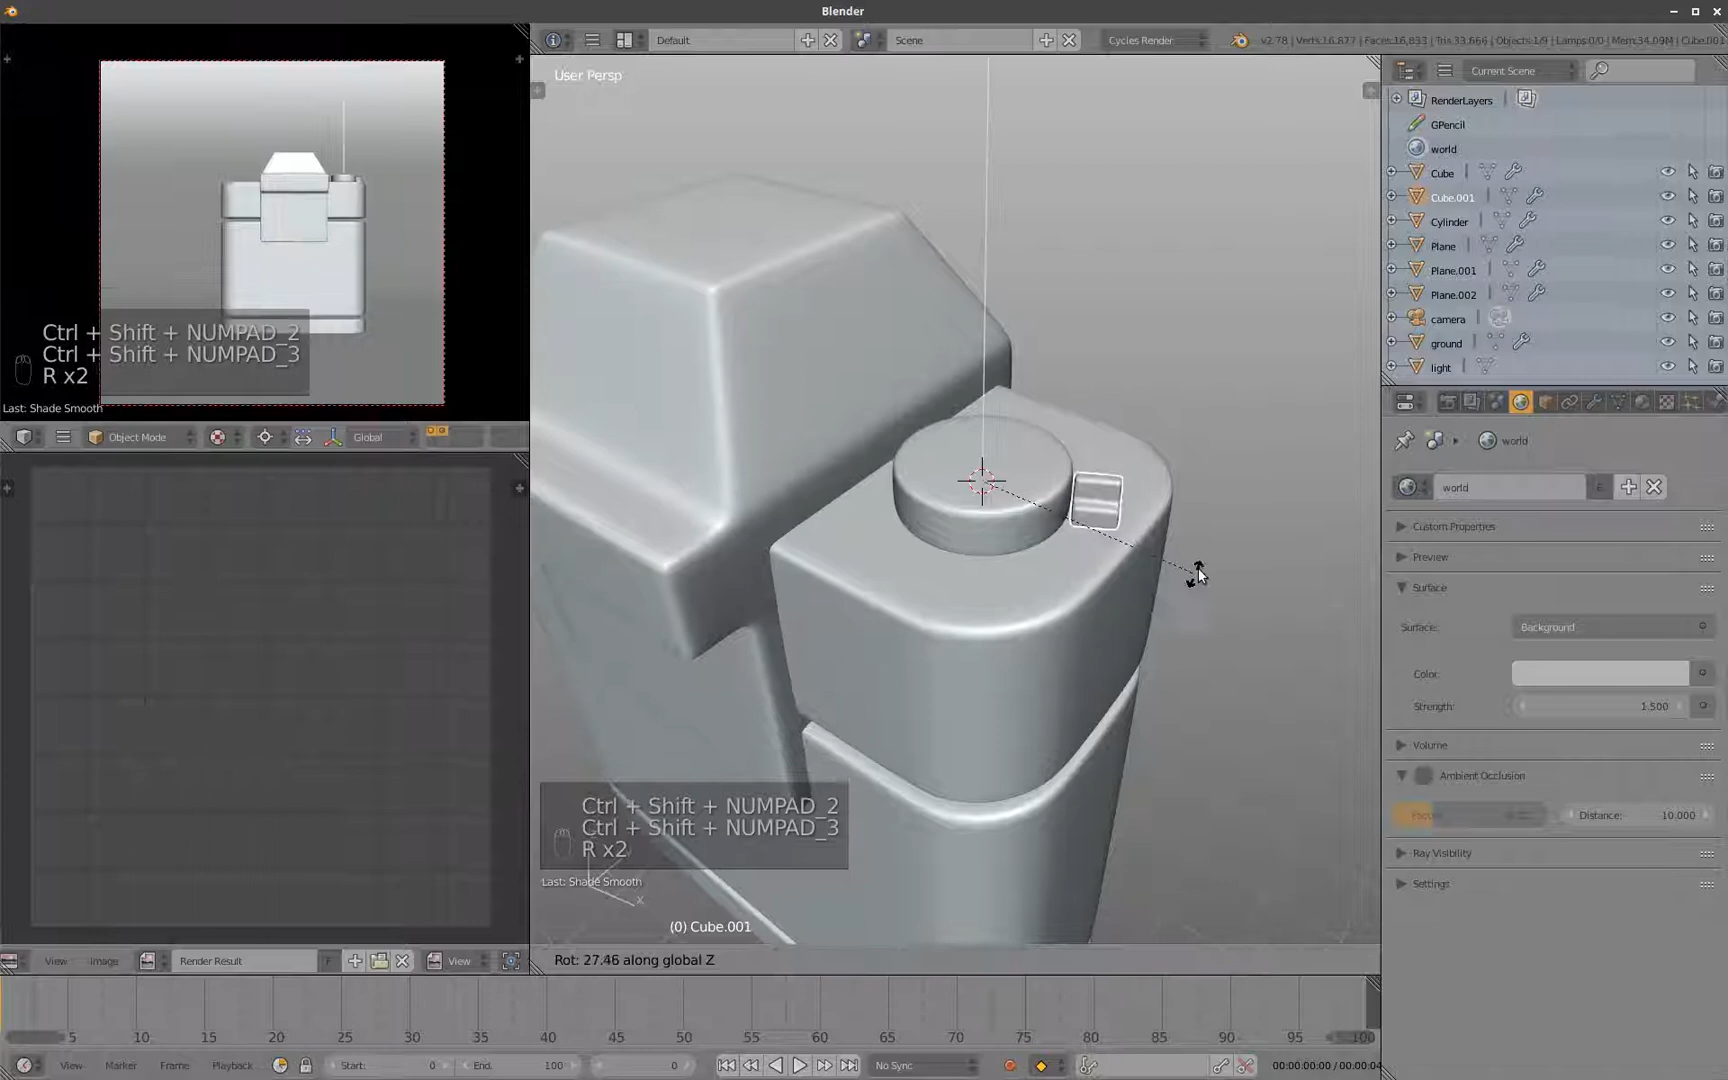 Blender
Default
Scene
Cycles Render
v2.78 | Verts:16,877 | Faces:16,833 | Tris:33,666 | Objects:1/9 | Lamps:0/0 | Mem:34.09M | Cube.001
User Persp
Current Scene
RenderLayers
GPencil
world
Cube
Cube.001
Cylinder
Plane
Plane.001
Plane.002
camera
ground
light
Ctrl + Shift + NUMPAD_2
Ctrl + Shift + NUMPAD_3
R x2
Last: Shade Smooth
Object Mode
Global
world
world
F
Custom Properties
Preview
Surface
Surface:
Background
Color:
Strength:
1.500
Volume
Ambient Occlusion
Distance:
10.000
Ray Visibility
Settings
Ctrl + Shift + NUMPAD_2
Ctrl + Shift + NUMPAD_3
R x2
Last: Shade Smooth
X
(0) Cube.001
Rot: 27.46 along global Z
View
Image
Render Result
F
View
5 10 15 20 25 30 35 40 45 50 55 60 65 70 75 80 85 90 95 100
View
Marker
Frame
Playback
Start:
0
End:
100
0
No Sync
00:00:00:00 / 00:00:04